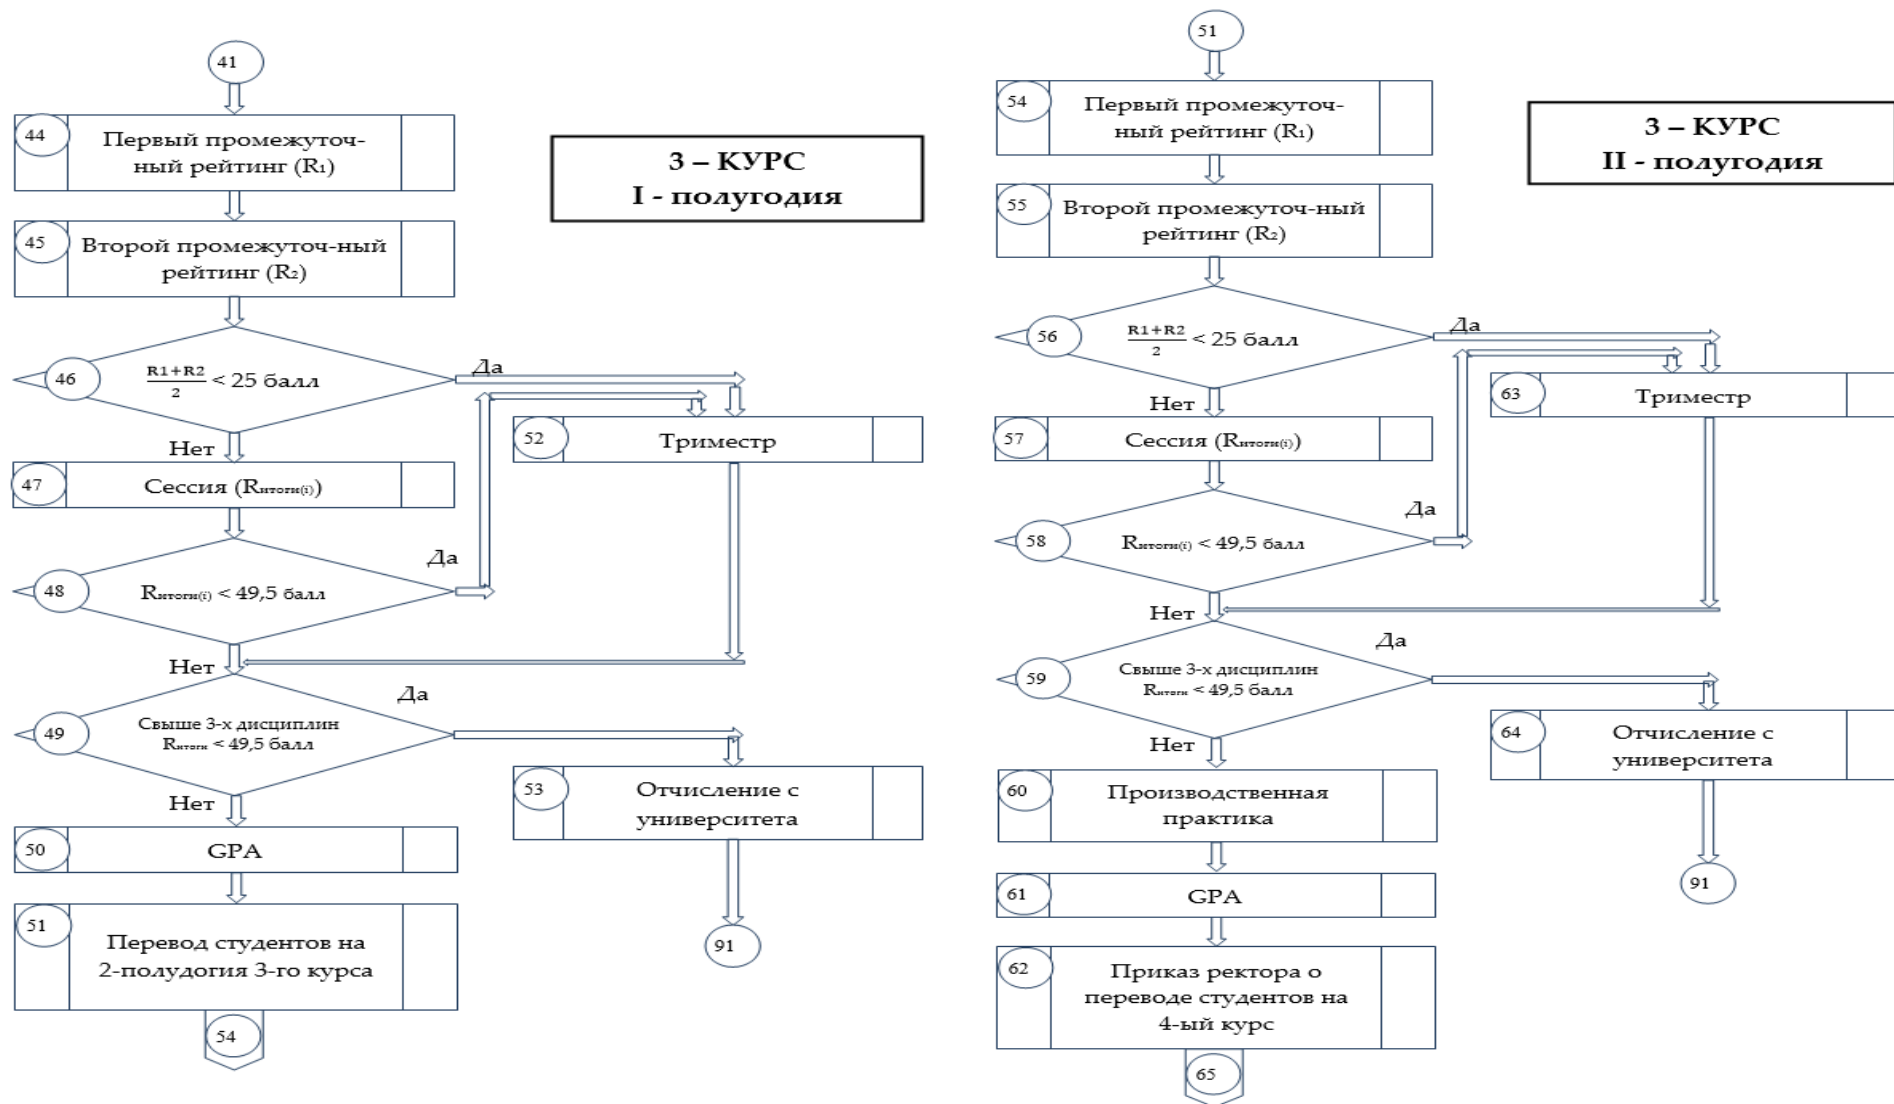 41
44
Первый промежуточ-
ный рейтинг (R₁)
3 – КУРС
I - полугодия
45
Второй промежуточ-ный
рейтинг (R₂)
46
R1+R2
2
< 25 балл
Да
Нет
52
Триместр
47
Сессия (Rитоги(i))
Да
48
Rитоги(i) < 49,5 балл
Нет
Да
49
Свыше 3-х дисциплин
Rитоги < 49,5 балл
Нет
53
Отчисление с
университета
50
GPA
51
Перевод студентов на
2-полудогия 3-го курса
91
54
51
54
Первый промежуточ-
ный рейтинг (R₁)
3 – КУРС
II - полугодия
55
Второй промежуточ-ный
рейтинг (R₂)
56
R1+R2
2
< 25 балл
Да
Нет
63
Триместр
57
Сессия (Rитоги(i))
Да
58
Rитоги(i) < 49,5 балл
Нет
Да
59
Свыше 3-х дисциплин
Rитоги < 49,5 балл
Нет
64
Отчисление с
университета
60
Производственная
практика
61
GPA
91
62
Приказ ректора о
переводе студентов на
4-ый курс
65